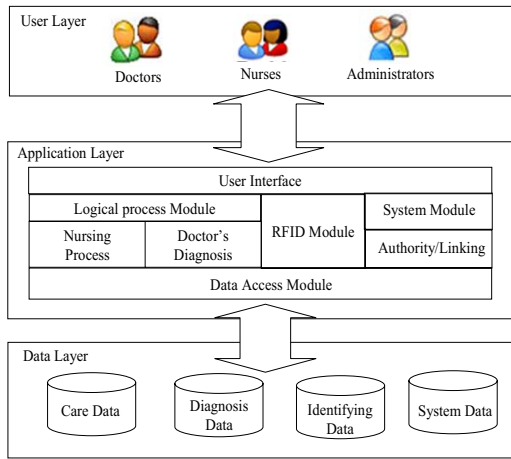 User Layer
Doctors
Nurses
Administrators
Application Layer
User Interface
Logical process Module
Nursing
Process
Doctor's
Diagnosis
RFID Module
System Module
Authority/Linking
Data Access Module
Data Layer
Care Data
Diagnosis
Data
Identifying
Data
System Data